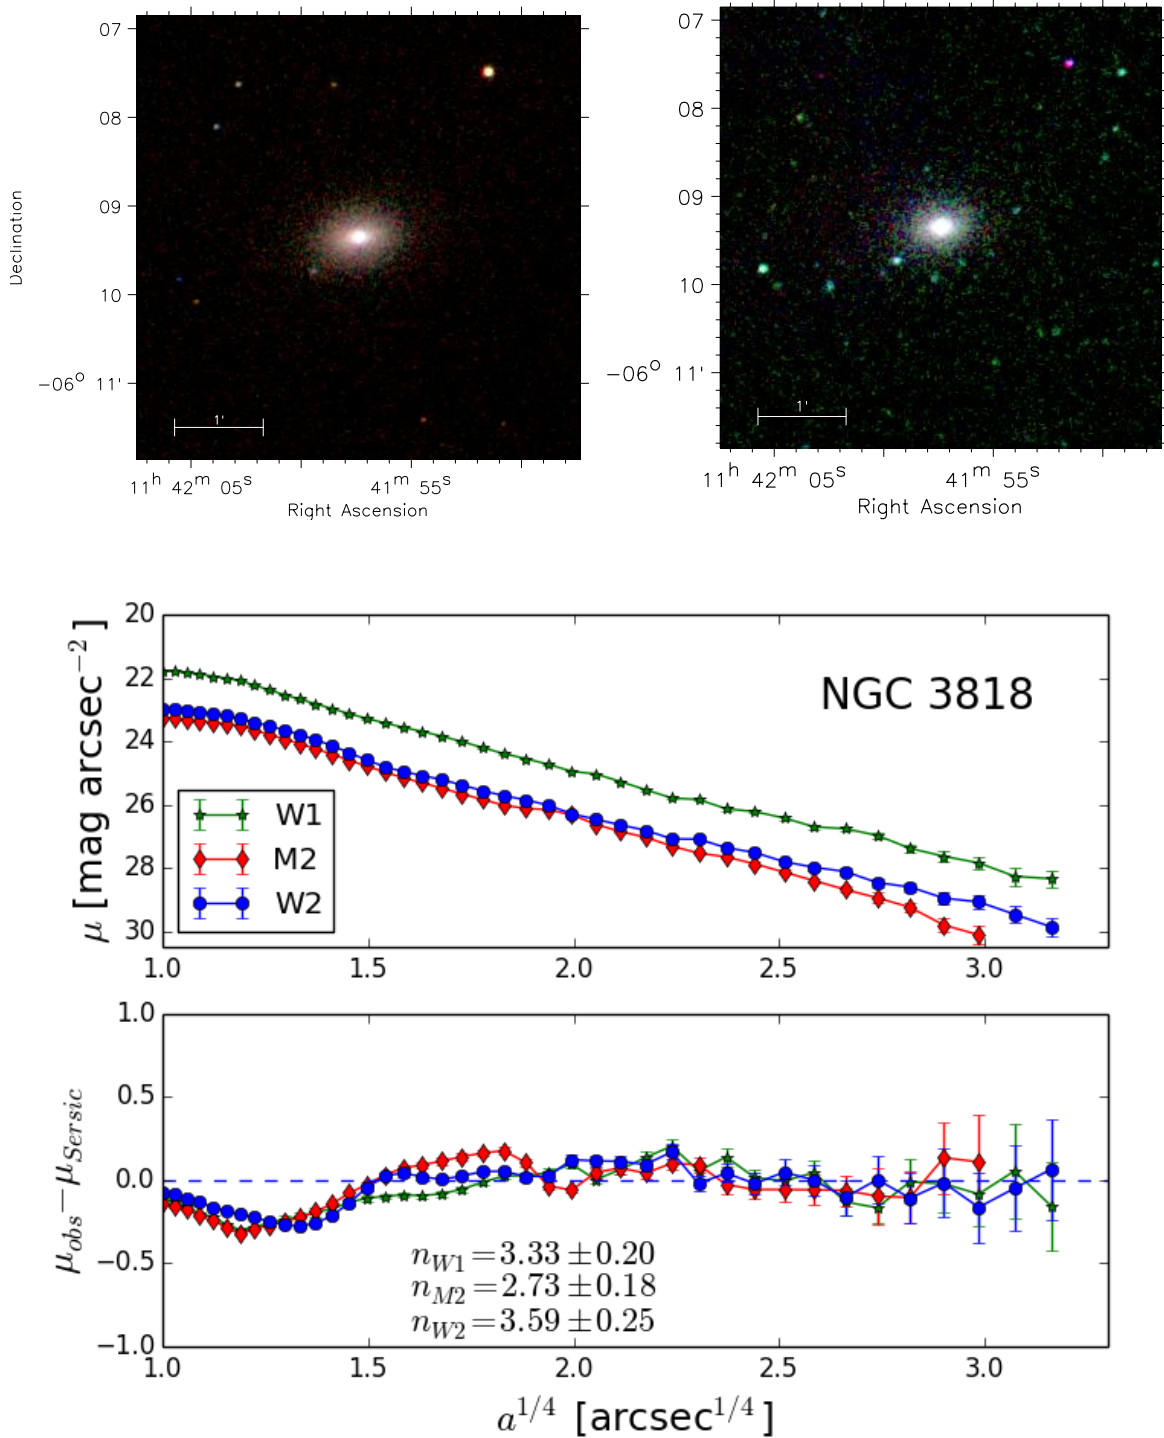 07
08
09
10
−06° 11'
Declination
1'
11h 42m 05s 41m 55s
Right Ascension
07
08
09
10
−06° 11'
1'
11h 42m 05s 41m 55s
Right Ascension
20
22
24
26
28
30
μ [mag arcsec−2]
NGC 3818
W1
M2
W2
1.0 1.5 2.0 2.5 3.0
1.0
0.5
0.0
−0.5
−1.0
μobs−μSersic
nW1=3.33±0.20
nM2=2.73±0.18
nW2=3.59±0.25
1.0 1.5 2.0 2.5 3.0
a1/4 [arcsec1/4]